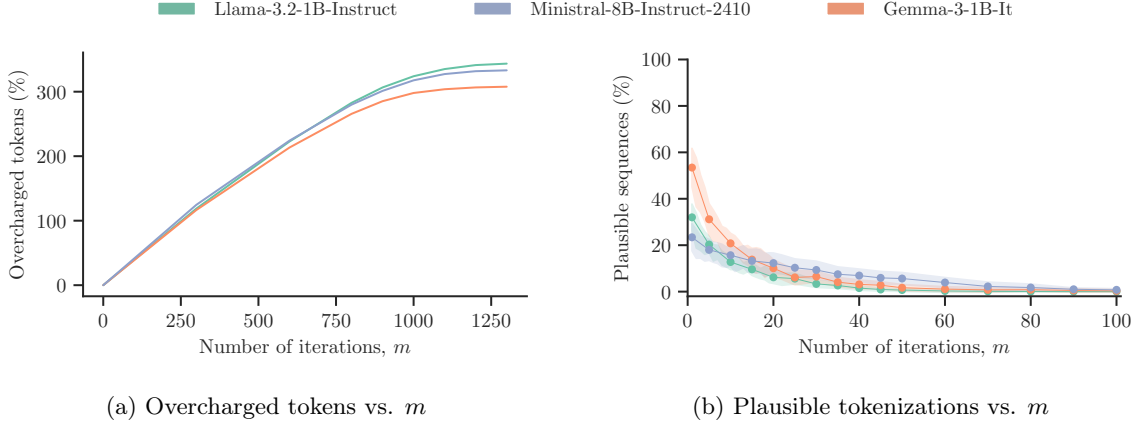 Llama-3.2-1B-Instruct Ministral-8B-Instruct-2410 Gemma-3-1B-It
Overcharged tokens (%)
300
200
100
0
0 250 500 750 1000 1250
Number of iterations, m
(a) Overcharged tokens vs. m
Plausible sequences (%)
100
80
60
40
20
0
0 20 40 60 80 100
Number of iterations, m
(b) Plausible tokenizations vs. m